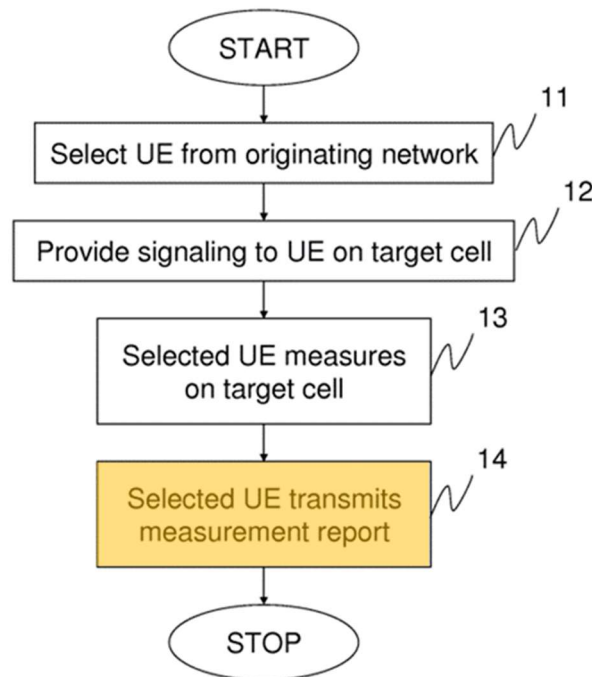 START
11
Select UE from originating network
12
Provide signaling to UE on target cell
13
Selected UE measures
on target cell
14
Selected UE transmits
measurement report
STOP